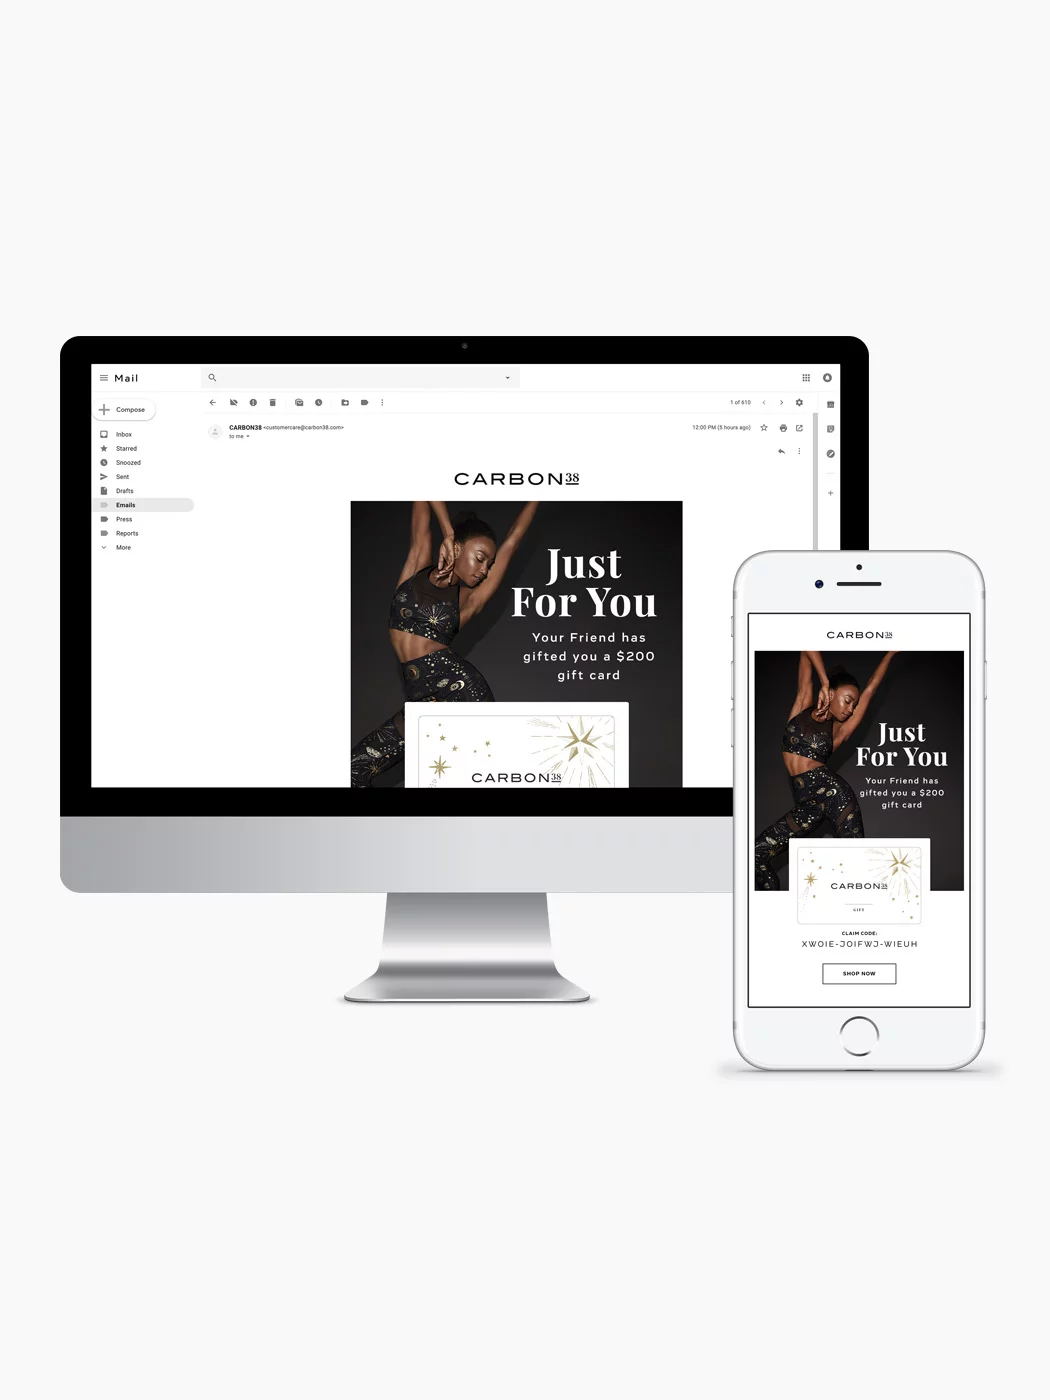 Mail
Compose
Inbox
Starred
Snoozed
Sent
Drafts
Emails
Press
Reports
More
1 of 610
CARBON38 <customercare@carbon38.com>
to me
12:00 PM (5 hours ago)
CARBON38
Just
For You
Your Friend has
gifted you a $200
gift card
CARBON38
CARBON38
Just
For You
Your Friend has
gifted you a $200
gift card
CARBON38
GIFT
CLAIM CODE:
XWOIE-JOIFWJ-WIEUH
SHOP NOW